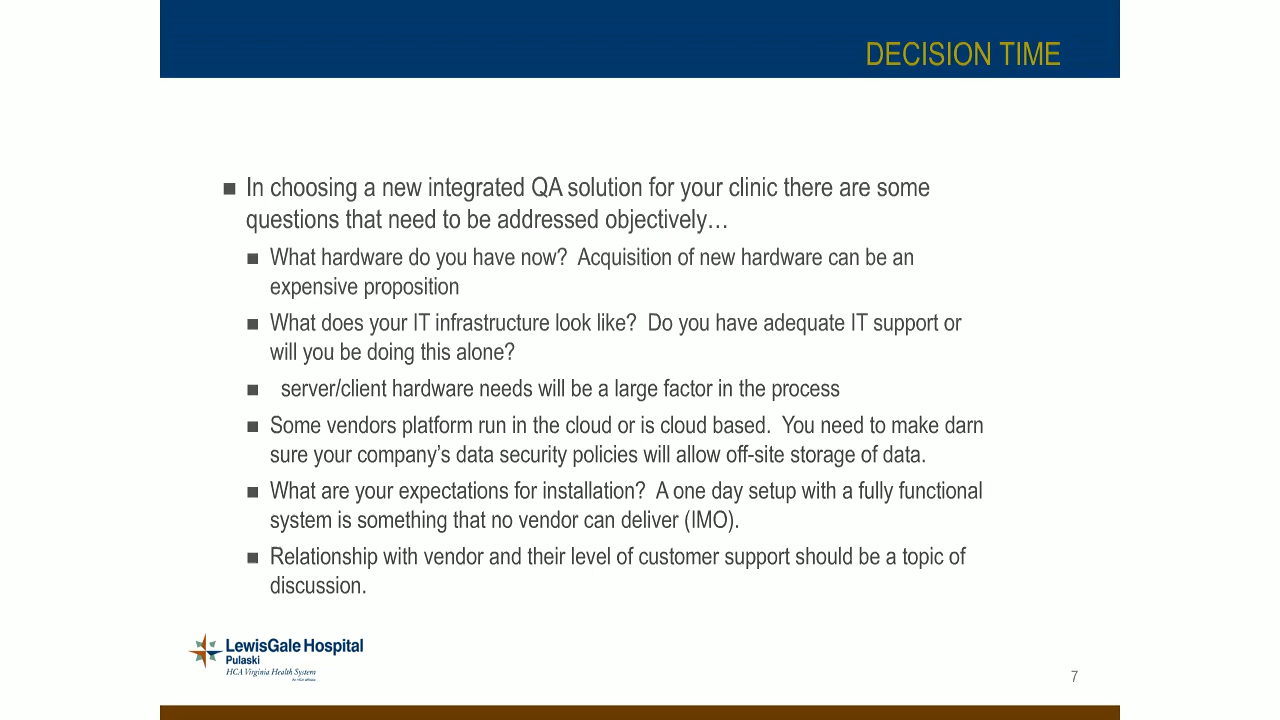 DECISION TIME
■ In choosing a new integrated QA solution for your clinic there are some
questions that need to be addressed objectively…
■ What hardware do you have now?  Acquisition of new hardware can be an
expensive proposition
■ What does your IT infrastructure look like?  Do you have adequate IT support or
will you be doing this alone?
■ server/client hardware needs will be a large factor in the process
■ Some vendors platform run in the cloud or is cloud based.  You need to make darn
sure your company’s data security policies will allow off-site storage of data.
■ What are your expectations for installation?  A one day setup with a fully functional
system is something that no vendor can deliver (IMO).
■ Relationship with vendor and their level of customer support should be a topic of
discussion.
LewisGale Hospital
Pulaski
HCA Virginia Health System
7